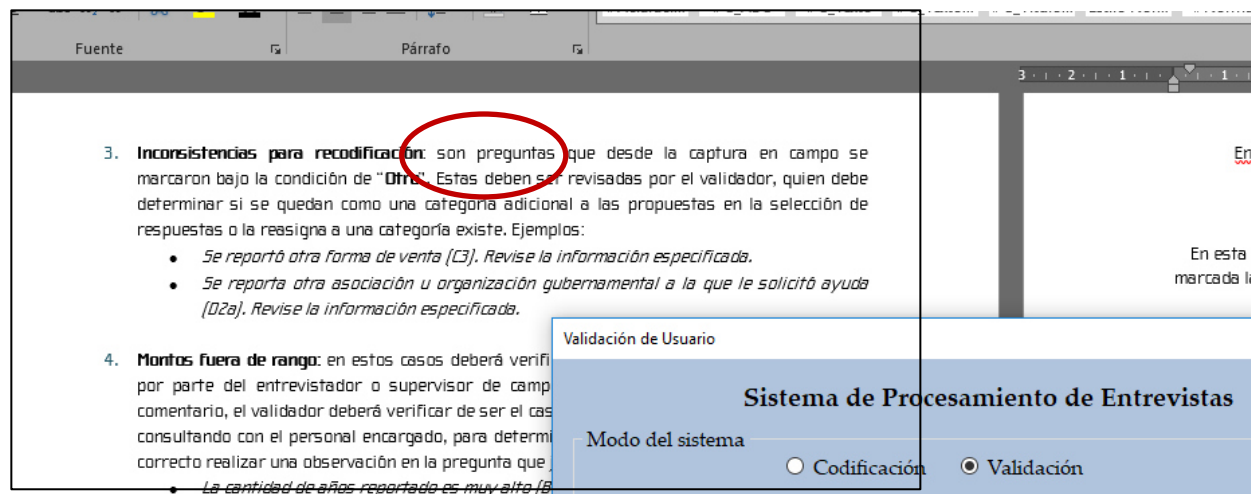 Fuente
Párrafo
3 · 2 · 1 · 1
3. Inconsistencias para recodificación: son preguntas que desde la captura en campo se
marcaron bajo la condición de "Otro". Estas deben ser revisadas por el validador, quien debe
determinar si se quedan como una categoría adicional a las propuestas en la selección de
respuestas o la reasigna a una categoría existe. Ejemplos:
• Se reportó otra forma de venta (C3). Revise la información especificada.
• Se reporta otra asociación u organización gubernamental a la que le solicitó ayuda
(D2a). Revise la información especificada.
4. Montos fuera de rango: en estos casos deberá verifi
por parte del entrevistador o supervisor de camp
comentario, el validador deberá verificar de ser el cas
consultando con el personal encargado, para determi
correcto realizar una observación en la pregunta que
• La cantidad de años reportado es muy alto (B
En
En esta
marcada la
Validación de Usuario
Sistema de Procesamiento de Entrevistas
Modo del sistema
Codificación
Validación